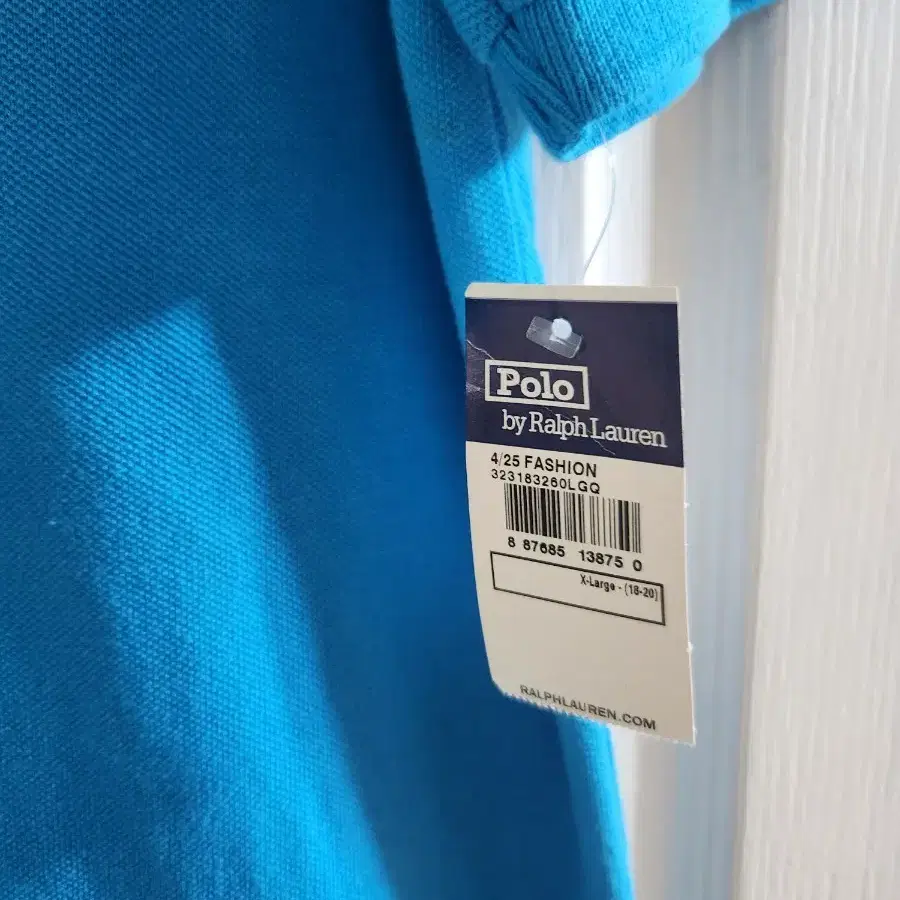 Polo
by Ralph Lauren
4/25 FASHION
323183260LGQ
8 87685 13875 0
X-Large - (18-20)
RALPHLAUREN.COM